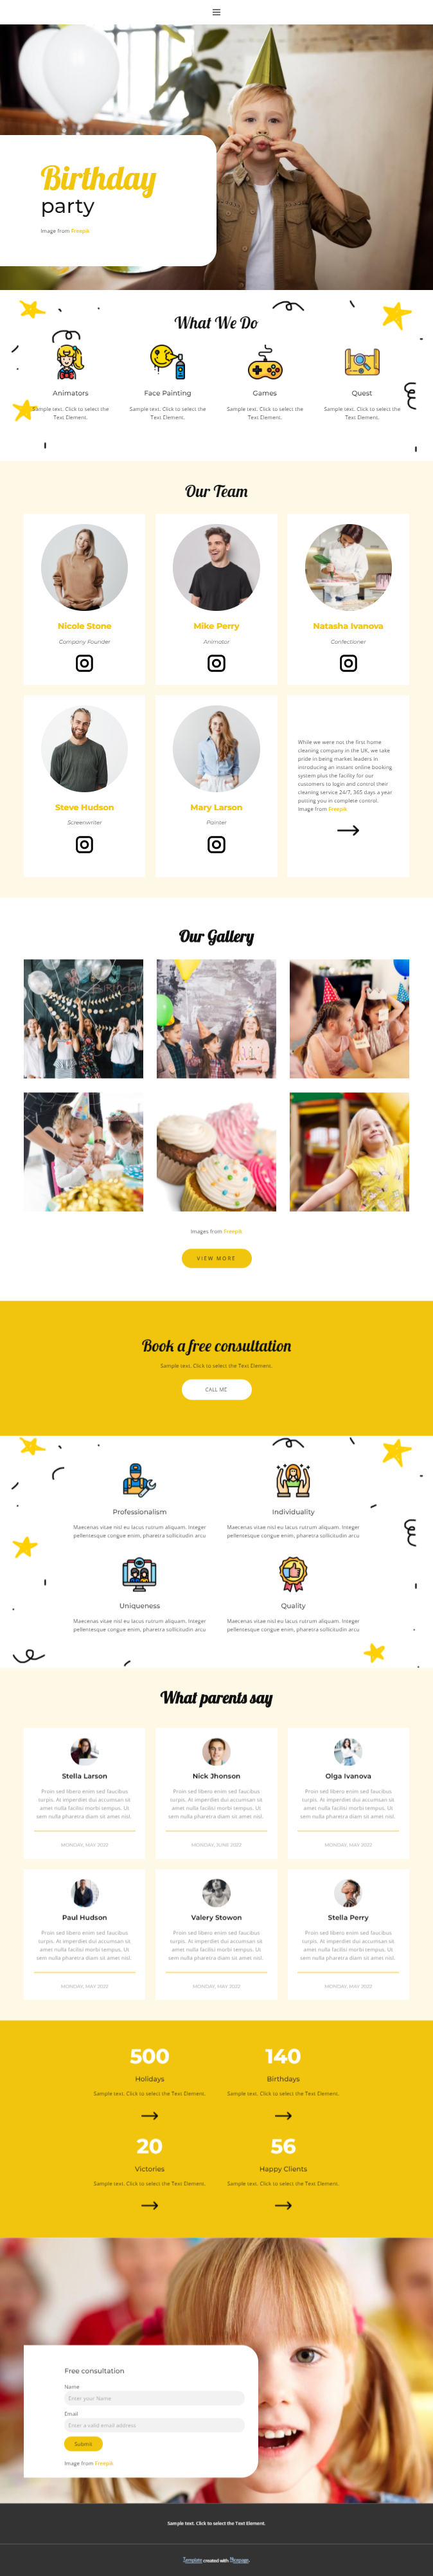 Birthday
party
Image from Freepik
What We Do
Animators
Sample text. Click to select the
Text Element.
Face Painting
Sample text. Click to select the
Text Element.
Games
Sample text. Click to select the
Text Element.
Quest
Sample text. Click to select the
Text Element.
Our Team
Nicole Stone
Company Founder
Mike Perry
Animator
Natasha Ivanova
Confectioner
Steve Hudson
Screenwriter
Mary Larson
Painter
While we were not the first home
cleaning company in the UK, we take
pride in being market leaders in
introducing an instant online booking
system plus the facility for our
customers to login and control their
cleaning service 24/7, 365 days a year
putting you in complete control.
Image from Freepik
Our Gallery
Images from Freepik
VIEW MORE
Book a free consultation
Sample text. Click to select the Text Element.
CALL ME
Professionalism
Maecenas vitae nisl eu lacus rutrum aliquam. Integer
pellentesque congue enim, pharetra sollicitudin arcu
Individuality
Maecenas vitae nisl eu lacus rutrum aliquam. Integer
pellentesque congue enim, pharetra sollicitudin arcu
Uniqueness
Maecenas vitae nisl eu lacus rutrum aliquam. Integer
pellentesque congue enim, pharetra sollicitudin arcu
Quality
Maecenas vitae nisl eu lacus rutrum aliquam. Integer
pellentesque congue enim, pharetra sollicitudin arcu
What parents say
Stella Larson
Proin sed libero enim sed faucibus
turpis. At imperdiet dui accumsan sit
amet nulla facilisi morbi tempus. Ut
sem nulla pharetra diam sit amet nisl.
MONDAY, MAY 2022
Nick Jhonson
Proin sed libero enim sed faucibus
turpis. At imperdiet dui accumsan sit
amet nulla facilisi morbi tempus. Ut
sem nulla pharetra diam sit amet nisl.
MONDAY, JUNE 2022
Olga Ivanova
Proin sed libero enim sed faucibus
turpis. At imperdiet dui accumsan sit
amet nulla facilisi morbi tempus. Ut
sem nulla pharetra diam sit amet nisl.
MONDAY, MAY 2022
Paul Hudson
Proin sed libero enim sed faucibus
turpis. At imperdiet dui accumsan sit
amet nulla facilisi morbi tempus. Ut
sem nulla pharetra diam sit amet nisl.
MONDAY, MAY 2022
Valery Stowon
Proin sed libero enim sed faucibus
turpis. At imperdiet dui accumsan sit
amet nulla facilisi morbi tempus. Ut
sem nulla pharetra diam sit amet nisl.
MONDAY, MAY 2022
Stella Perry
Proin sed libero enim sed faucibus
turpis. At imperdiet dui accumsan sit
amet nulla facilisi morbi tempus. Ut
sem nulla pharetra diam sit amet nisl.
MONDAY, MAY 2022
500
Holidays
Sample text. Click to select the Text Element.
140
Birthdays
Sample text. Click to select the Text Element.
20
Victories
Sample text. Click to select the Text Element.
56
Happy Clients
Sample text. Click to select the Text Element.
Free consultation
Name
Enter your Name
Email
Enter a valid email address
Submit
Image from Freepik
Sample text. Click to select the Text Element.
Template created with Nicepage.